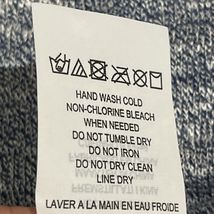 HAND WASH COLD
NON-CHLORINE BLEACH
WHEN NEEDED
DO NOT TUMBLE DRY
DO NOT IRON
DO NOT DRY CLEAN
LINE DRY
LAVER A LA MAIN EN EAU FROIDE